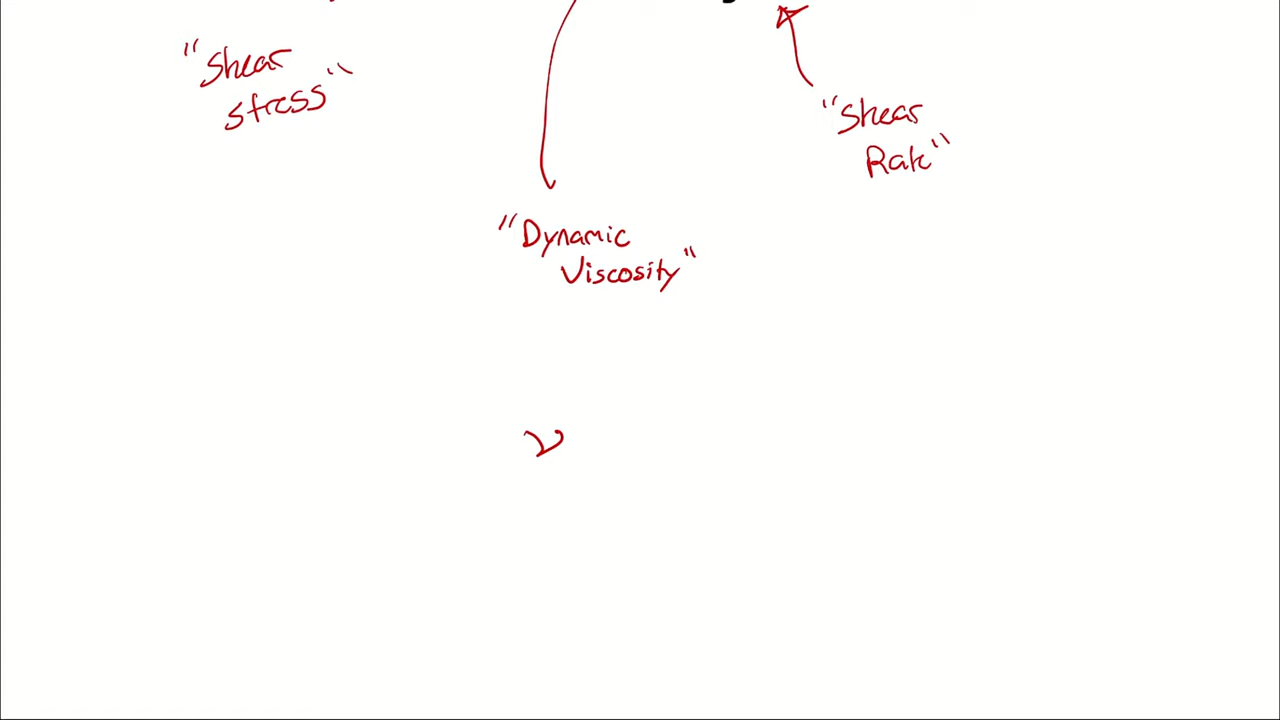 "Shear
stress"
"Shear
Rate"
"Dynamic
Viscosity"
ν